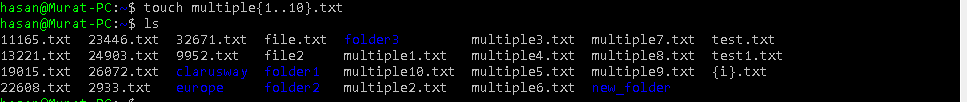 hasan@Murat-PC:~$ touch multiple{1..10}.txt
hasan@Murat-PC:~$ ls
11165.txt 23446.txt 32671.txt file.txt folder3 multiple3.txt multiple7.txt test.txt
13221.txt 24903.txt 9952.txt file2 multiple1.txt multiple4.txt multiple8.txt test1.txt
19015.txt 26072.txt clarusway folder1 multiple10.txt multiple5.txt multiple9.txt {i}.txt
22608.txt 2933.txt europe folder2 multiple2.txt multiple6.txt new_folder
hasan@Murat-PC:~$